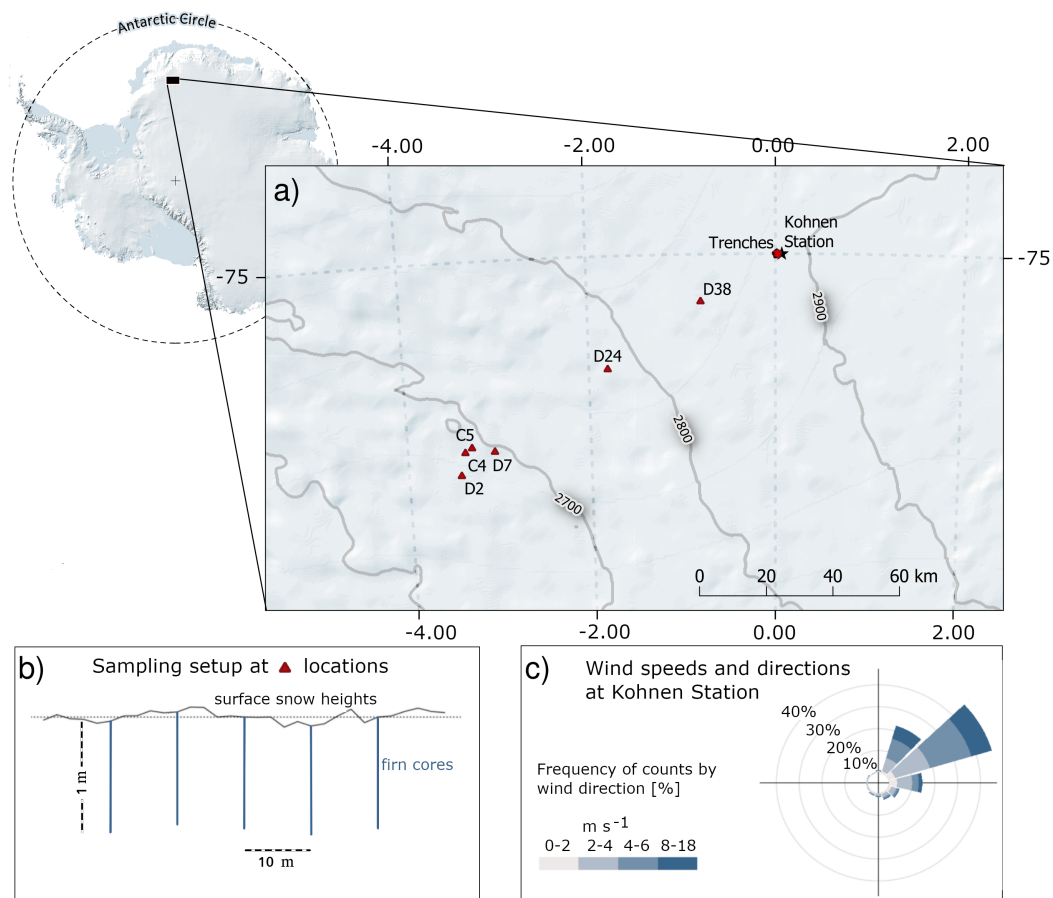 Antarctic Circle
-4.00
-2.00
0.00
2.00
a)
Kohnen
Station
Trenches
-75
-75
D38
2900
D24
2800
C5
C4 D7
D2
2700
0 20 40 60 km
-4.00
-2.00
0.00
2.00
b)
Sampling setup at locations
surface snow heights
firn cores
1 m
10 m
c)
Wind speeds and directions
at Kohnen Station
40%
30%
20%
10%
Frequency of counts by
wind direction [%]
m s-1
0-2 2-4 4-6 8-18